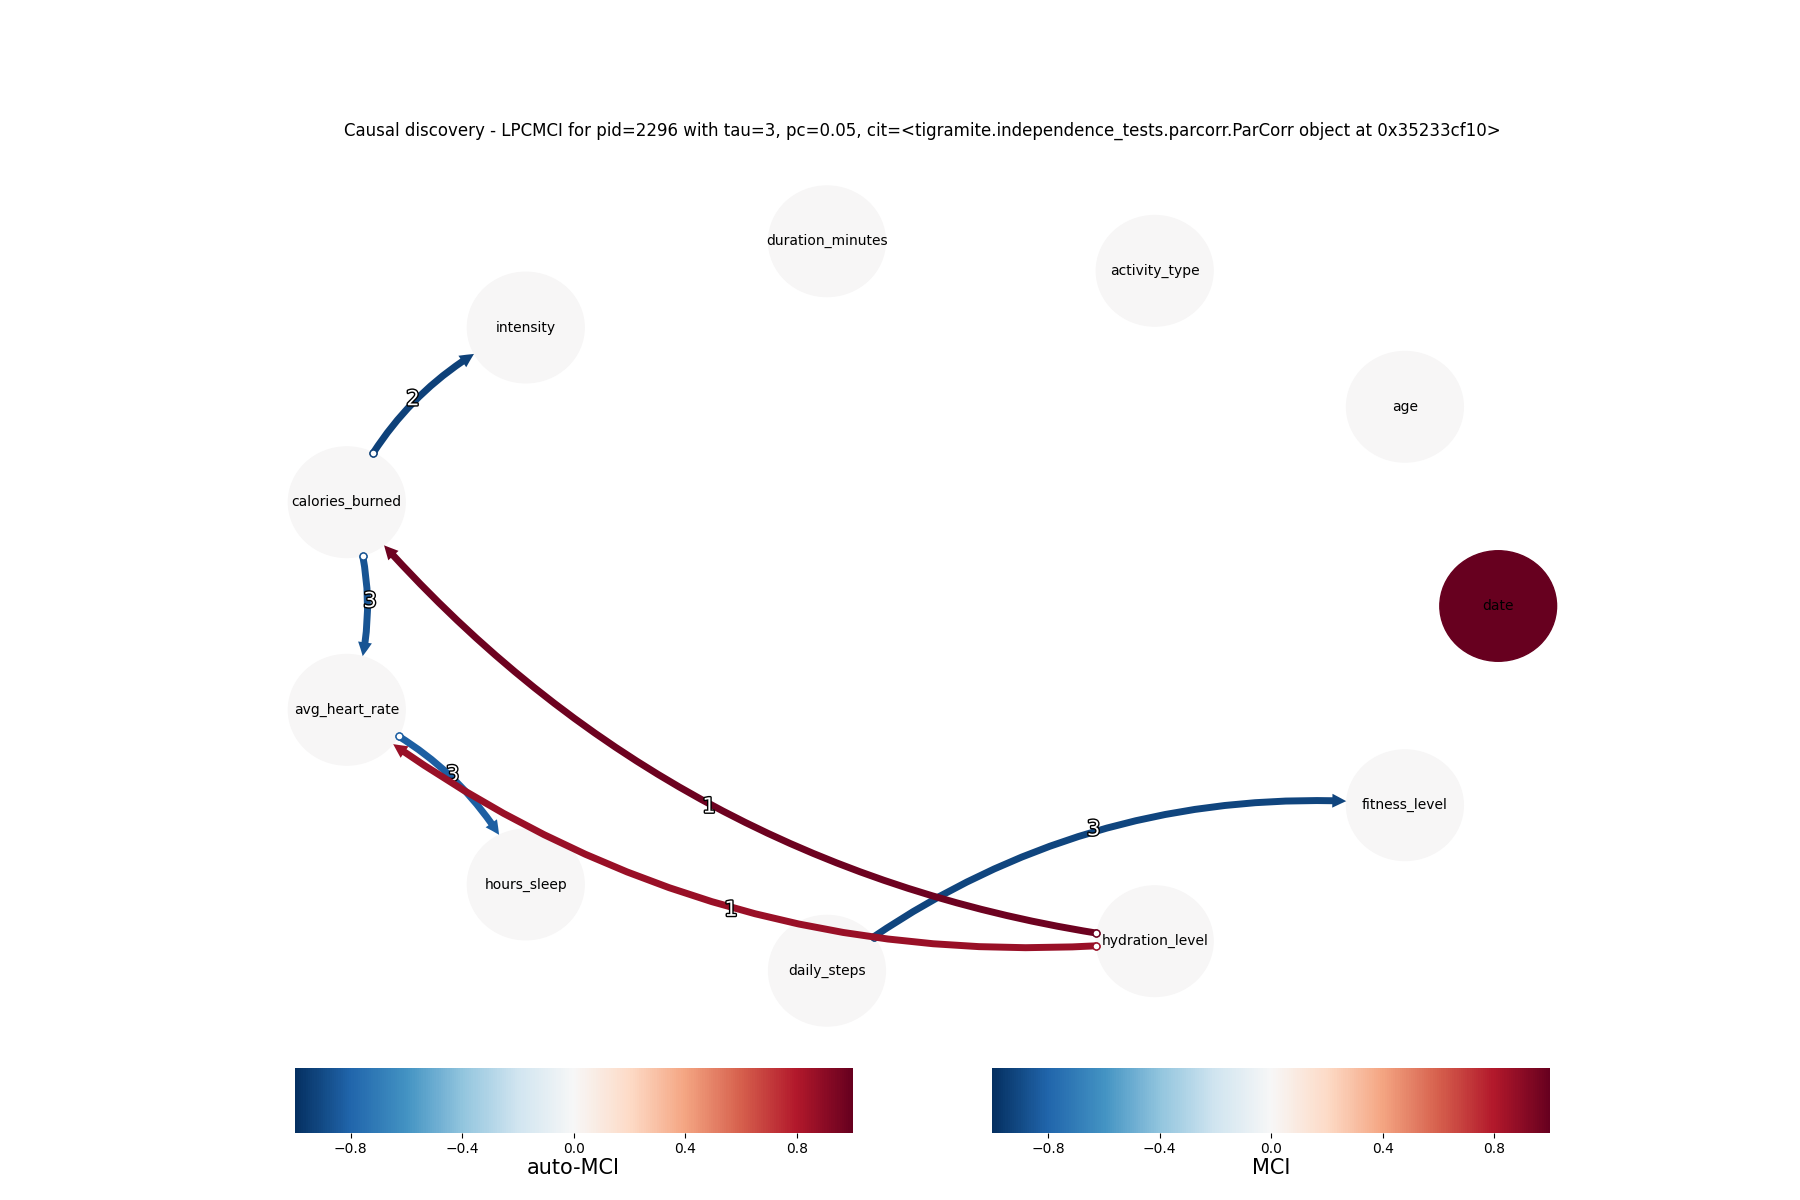 Causal discovery - LPCMCI for pid=2296 with tau=3, pc=0.05, cit=<tigramite.independence_tests.parcorr.ParCorr object at 0x35233cf10>
duration_minutes
activity_type
intensity
2
age
calories_burned
3
date
avg_heart_rate
3
1
fitness_level
3
hours_sleep
1
hydration_level
daily_steps
−0.8 −0.4 0.0 0.4 0.8
auto-MCI
−0.8 −0.4 0.0 0.4 0.8
MCI